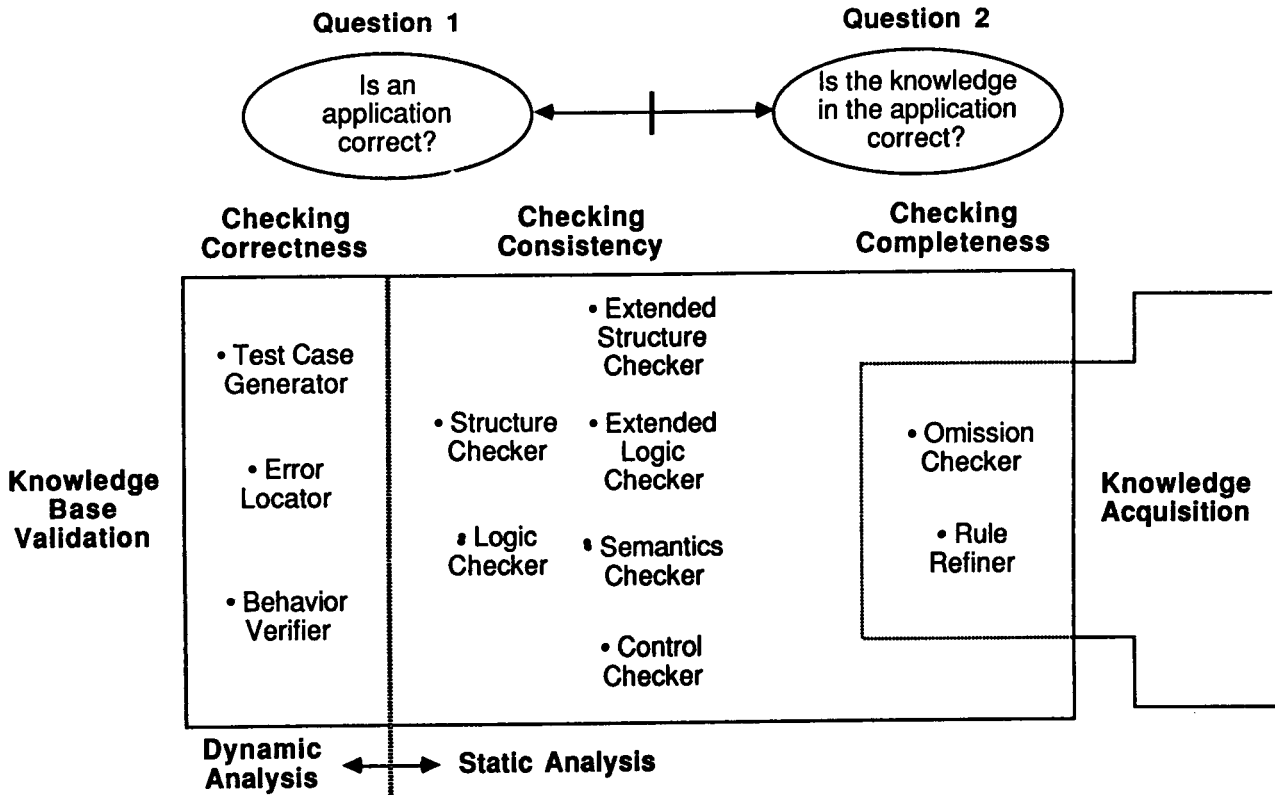 Question 1
Question 2
Is an
application
correct?
Is the knowledge
in the application
correct?
Checking
Correctness
Checking
Consistency
Checking
Completeness
Knowledge
Base
Validation
• Test Case
Generator
• Error
Locator
• Behavior
Verifier
• Structure
Checker
• Logic
Checker
• Extended
Structure
Checker
• Extended
Logic
Checker
• Semantics
Checker
• Control
Checker
• Omission
Checker
• Rule
Refiner
Knowledge
Acquisition
Dynamic
Analysis
Static Analysis